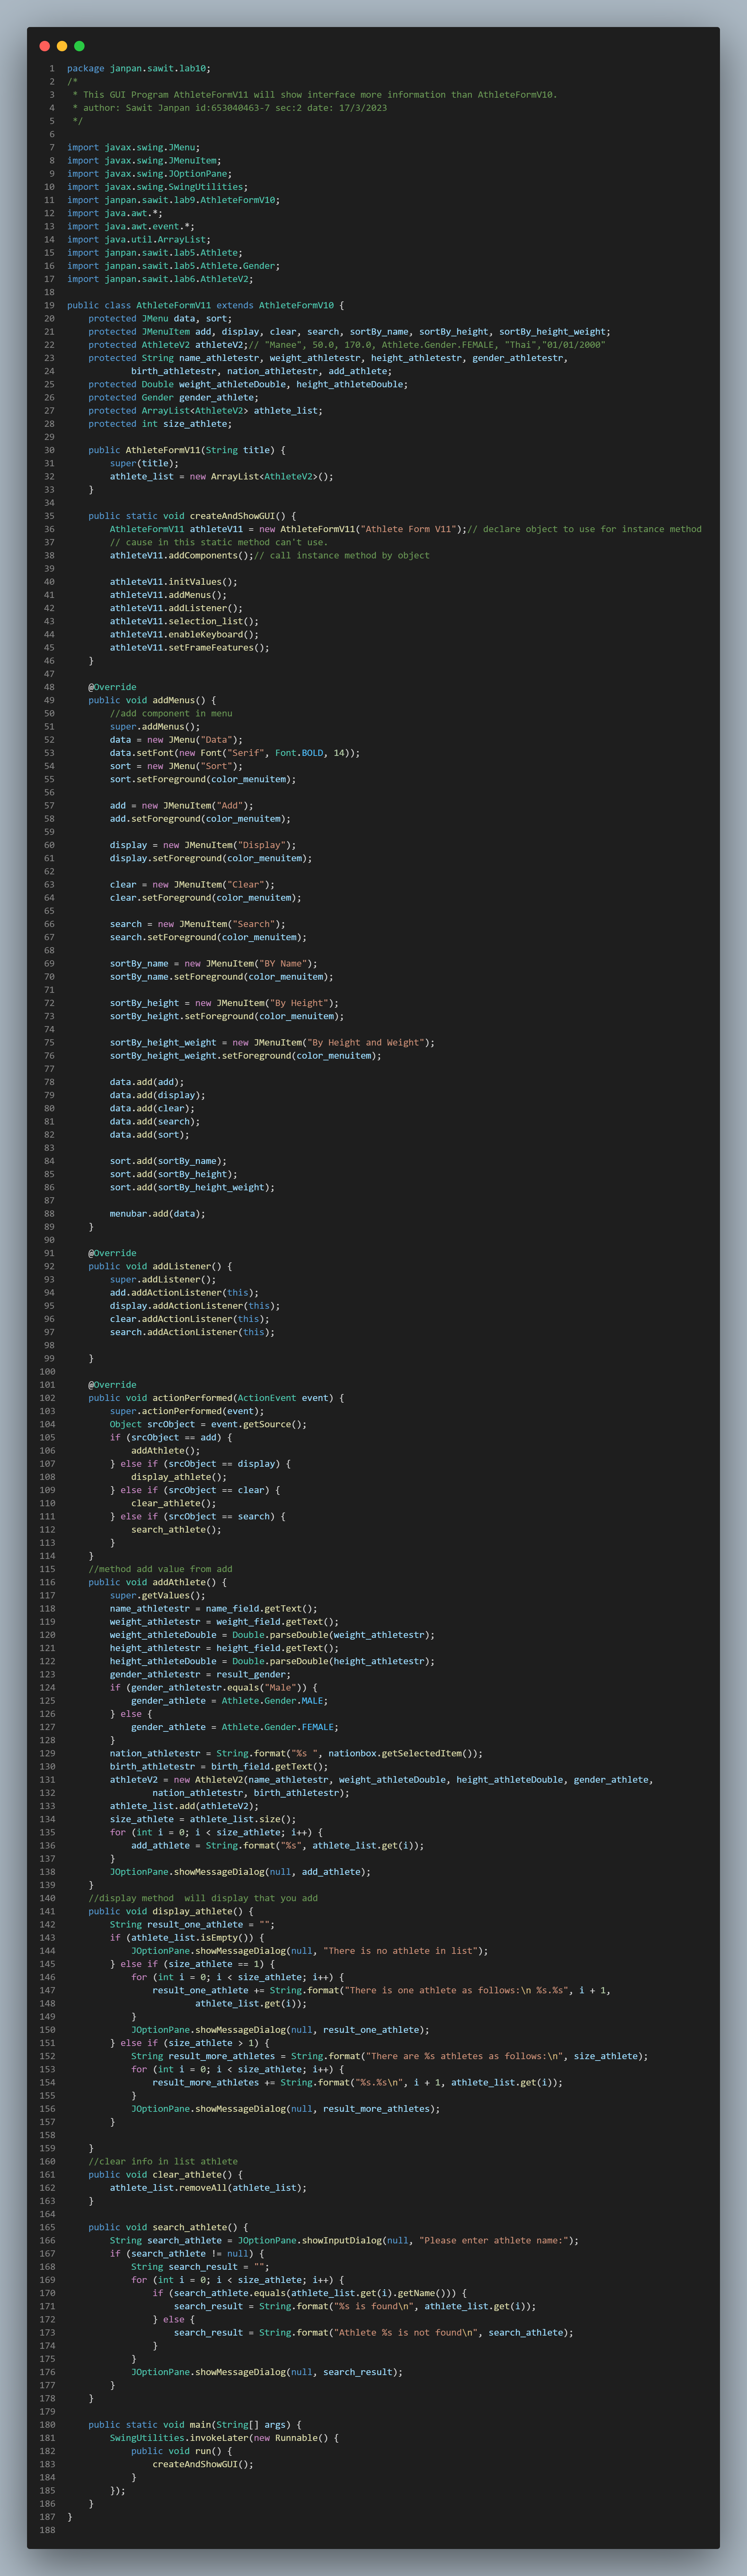 1 package janpan.sawit.lab10;
2 /*
3  * This GUI Program AthleteFormV11 will show interface more information than AthleteFormV10.
4  * author: Sawit Janpan id:653040463-7 sec:2 date: 17/3/2023
5  */
6
7 import javax.swing.JMenu;
8 import javax.swing.JMenuItem;
9 import javax.swing.JOptionPane;
10 import javax.swing.SwingUtilities;
11 import janpan.sawit.lab9.AthleteFormV10;
12 import java.awt.*;
13 import java.awt.event.*;
14 import java.util.ArrayList;
15 import janpan.sawit.lab5.Athlete;
16 import janpan.sawit.lab5.Athlete.Gender;
17 import janpan.sawit.lab6.AthleteV2;
18
19 public class AthleteFormV11 extends AthleteFormV10 {
20     protected JMenu data, sort;
21     protected JMenuItem add, display, clear, search, sortBy_name, sortBy_height, sortBy_height_weight;
22     protected AthleteV2 athleteV2;// "Manee", 50.0, 170.0, Athlete.Gender.FEMALE, "Thai","01/01/2000"
23     protected String name_athletestr, weight_athletestr, height_athletestr, gender_athletestr,
24             birth_athletestr, nation_athletestr, add_athlete;
25     protected Double weight_athleteDouble, height_athleteDouble;
26     protected Gender gender_athlete;
27     protected ArrayList<AthleteV2> athlete_list;
28     protected int size_athlete;
29
30     public AthleteFormV11(String title) {
31         super(title);
32         athlete_list = new ArrayList<AthleteV2>();
33     }
34
35     public static void createAndShowGUI() {
36         AthleteFormV11 athleteV11 = new AthleteFormV11("Athlete Form V11");// declare object to use for instance method
37         // cause in this static method can't use.
38         athleteV11.addComponents();// call instance method by object
39
40         athleteV11.initValues();
41         athleteV11.addMenus();
42         athleteV11.addListener();
43         athleteV11.selection_list();
44         athleteV11.enableKeyboard();
45         athleteV11.setFrameFeatures();
46     }
47
48     @Override
49     public void addMenus() {
50         //add component in menu
51         super.addMenus();
52         data = new JMenu("Data");
53         data.setFont(new Font("Serif", Font.BOLD, 14));
54         sort = new JMenu("Sort");
55         sort.setForeground(color_menuitem);
56
57         add = new JMenuItem("Add");
58         add.setForeground(color_menuitem);
59
60         display = new JMenuItem("Display");
61         display.setForeground(color_menuitem);
62
63         clear = new JMenuItem("Clear");
64         clear.setForeground(color_menuitem);
65
66         search = new JMenuItem("Search");
67         search.setForeground(color_menuitem);
68
69         sortBy_name = new JMenuItem("BY Name");
70         sortBy_name.setForeground(color_menuitem);
71
72         sortBy_height = new JMenuItem("By Height");
73         sortBy_height.setForeground(color_menuitem);
74
75         sortBy_height_weight = new JMenuItem("By Height and Weight");
76         sortBy_height_weight.setForeground(color_menuitem);
77
78         data.add(add);
79         data.add(display);
80         data.add(clear);
81         data.add(search);
82         data.add(sort);
83
84         sort.add(sortBy_name);
85         sort.add(sortBy_height);
86         sort.add(sortBy_height_weight);
87
88         menubar.add(data);
89     }
90
91     @Override
92     public void addListener() {
93         super.addListener();
94         add.addActionListener(this);
95         display.addActionListener(this);
96         clear.addActionListener(this);
97         search.addActionListener(this);
98
99     }
100
101     @Override
102     public void actionPerformed(ActionEvent event) {
103         super.actionPerformed(event);
104         Object srcObject = event.getSource();
105         if (srcObject == add) {
106             addAthlete();
107         } else if (srcObject == display) {
108             display_athlete();
109         } else if (srcObject == clear) {
110             clear_athlete();
111         } else if (srcObject == search) {
112             search_athlete();
113         }
114     }
115     //method add value from add
116     public void addAthlete() {
117         super.getValues();
118         name_athletestr = name_field.getText();
119         weight_athletestr = weight_field.getText();
120         weight_athleteDouble = Double.parseDouble(weight_athletestr);
121         height_athletestr = height_field.getText();
122         height_athleteDouble = Double.parseDouble(height_athletestr);
123         gender_athletestr = result_gender;
124         if (gender_athletestr.equals("Male")) {
125             gender_athlete = Athlete.Gender.MALE;
126         } else {
127             gender_athlete = Athlete.Gender.FEMALE;
128         }
129         nation_athletestr = String.format("%s ", nationbox.getSelectedItem());
130         birth_athletestr = birth_field.getText();
131         athleteV2 = new AthleteV2(name_athletestr, weight_athleteDouble, height_athleteDouble, gender_athlete,
132                 nation_athletestr, birth_athletestr);
133         athlete_list.add(athleteV2);
134         size_athlete = athlete_list.size();
135         for (int i = 0; i < size_athlete; i++) {
136             add_athlete = String.format("%s", athlete_list.get(i));
137         }
138         JOptionPane.showMessageDialog(null, add_athlete);
139     }
140     //display method  will display that you add
141     public void display_athlete() {
142         String result_one_athlete = "";
143         if (athlete_list.isEmpty()) {
144             JOptionPane.showMessageDialog(null, "There is no athlete in list");
145         } else if (size_athlete == 1) {
146             for (int i = 0; i < size_athlete; i++) {
147                 result_one_athlete += String.format("There is one athlete as follows:\n %s.%s", i + 1,
148                         athlete_list.get(i));
149             }
150             JOptionPane.showMessageDialog(null, result_one_athlete);
151         } else if (size_athlete > 1) {
152             String result_more_athletes = String.format("There are %s athletes as follows:\n", size_athlete);
153             for (int i = 0; i < size_athlete; i++) {
154                 result_more_athletes += String.format("%s.%s\n", i + 1, athlete_list.get(i));
155             }
156             JOptionPane.showMessageDialog(null, result_more_athletes);
157         }
158
159     }
160     //clear info in list athlete
161     public void clear_athlete() {
162         athlete_list.removeAll(athlete_list);
163     }
164
165     public void search_athlete() {
166         String search_athlete = JOptionPane.showInputDialog(null, "Please enter athlete name:");
167         if (search_athlete != null) {
168             String search_result = "";
169             for (int i = 0; i < size_athlete; i++) {
170                 if (search_athlete.equals(athlete_list.get(i).getName())) {
171                     search_result = String.format("%s is found\n", athlete_list.get(i));
172                 } else {
173                     search_result = String.format("Athlete %s is not found\n", search_athlete);
174                 }
175             }
176             JOptionPane.showMessageDialog(null, search_result);
177         }
178     }
179
180     public static void main(String[] args) {
181         SwingUtilities.invokeLater(new Runnable() {
182             public void run() {
183                 createAndShowGUI();
184             }
185         });
186     }
187 }
188